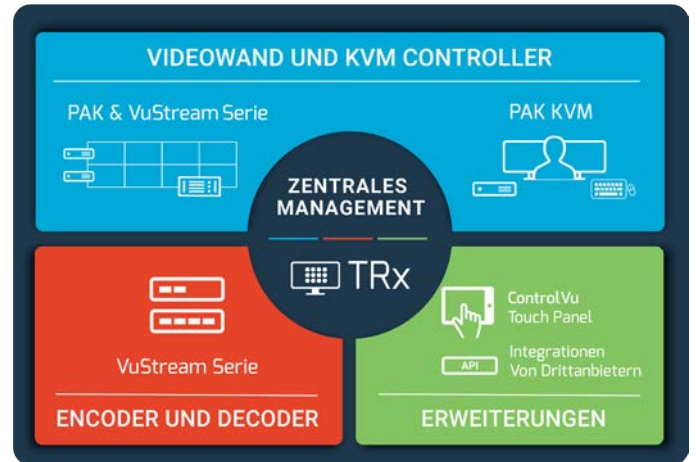 VIDEOWAND UND KVM CONTROLLER
PAK & VuStream Serie
PAK KVM
ZENTRALES
MANAGEMENT
TRx
VuStream Serie
ENCODER UND DECODER
ControlVu
Touch Panel
API
Integrationen
Von Drittanbietern
ERWEITERUNGEN